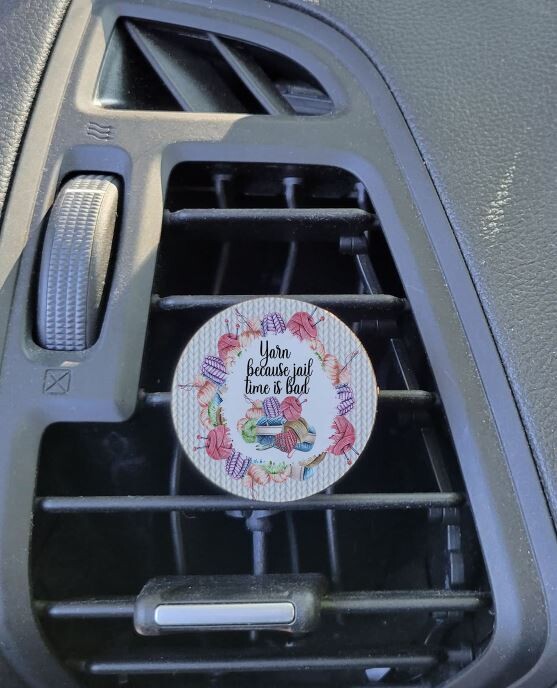 Yarn
because jail
time is bad